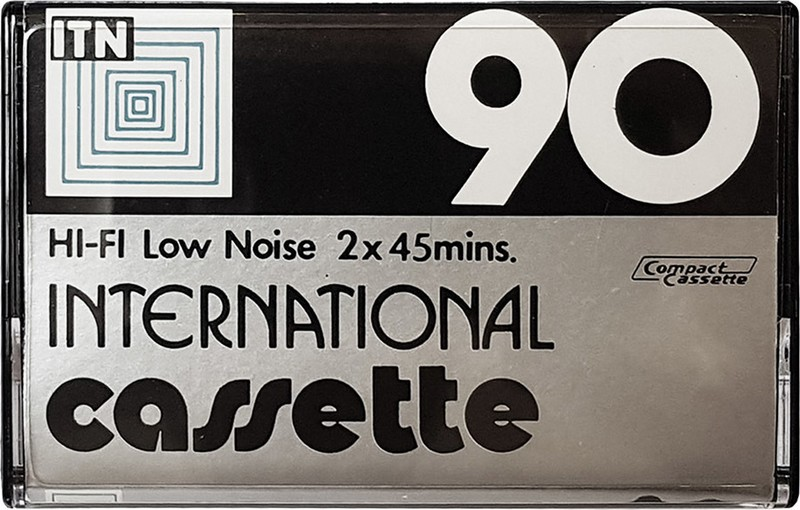 ITN
90
HI-FI Low Noise 2x45mins.
Compact
Cassette
INTERNATIONAL
cassette